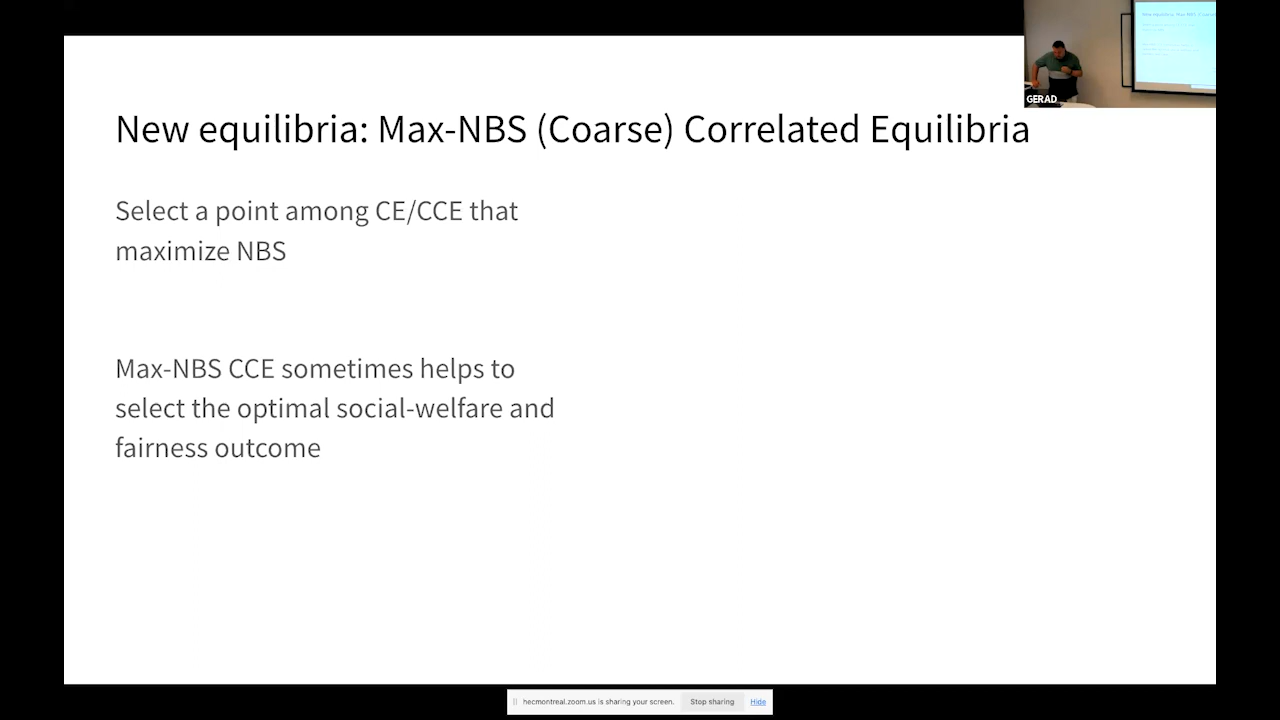 GERAD
New equilibria: Max-NBS (Coarse) Correlated Equilibria
Select a point among CE/CCE that
maximize NBS
Max-NBS CCE sometimes helps to
select the optimal social-welfare and
fairness outcome
hecmontreal.zoom.us is sharing your screen.
Stop sharing
Hide